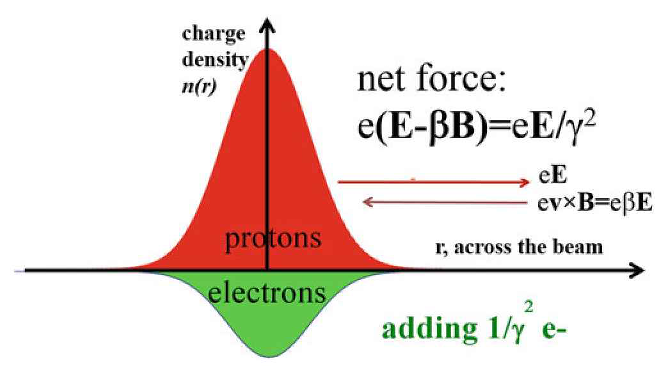 charge
density
n(r)
net force:
e(E-βB)=eE/γ²
eE
ev×B=eβE
protons
r, across the beam
electrons
adding 1/γ² e-